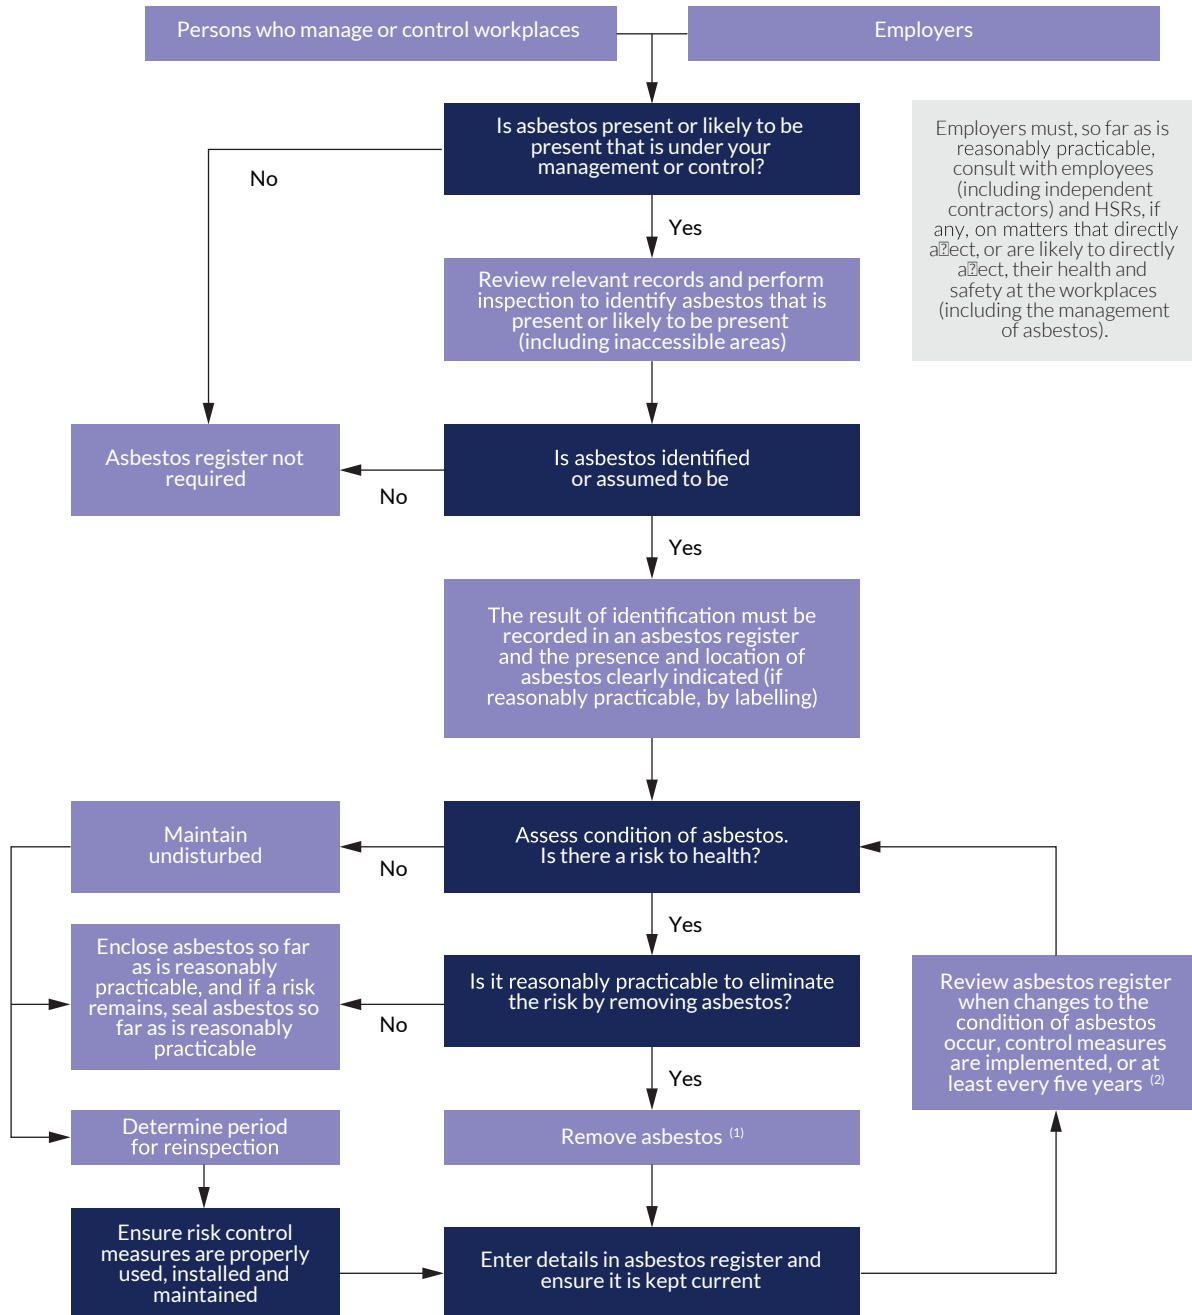 Persons who manage or control workplaces
Employers
Is asbestos present or likely to be
present that is under your
management or control?
Employers must, so far as is
reasonably practicable,
consult with employees
(including independent
contractors) and HSRs, if
any, on matters that directly
a⍰ect, or are likely to directly
a⍰ect, their health and
safety at the workplaces
(including the management
of asbestos).
No
Yes
Review relevant records and perform
inspection to identify asbestos that is
present or likely to be present
(including inaccessible areas)
Asbestos register not
required
Is asbestos identified
or assumed to be
No
Yes
The result of identification must be
recorded in an asbestos register
and the presence and location of
asbestos clearly indicated (if
reasonably practicable, by labelling)
Maintain
undisturbed
Assess condition of asbestos.
Is there a risk to health?
No
Yes
Enclose asbestos so far
as is reasonably
practicable, and if a risk
remains, seal asbestos so
far as is reasonably
practicable
Is it reasonably practicable to eliminate
the risk by removing asbestos?
No
Yes
Review asbestos register
when changes to the
condition of asbestos
occur, control measures
are implemented, or at
least every five years (2)
Determine period
for reinspection
Remove asbestos (1)
Ensure risk control
measures are properly
used, installed and
maintained
Enter details in asbestos register and
ensure it is kept current